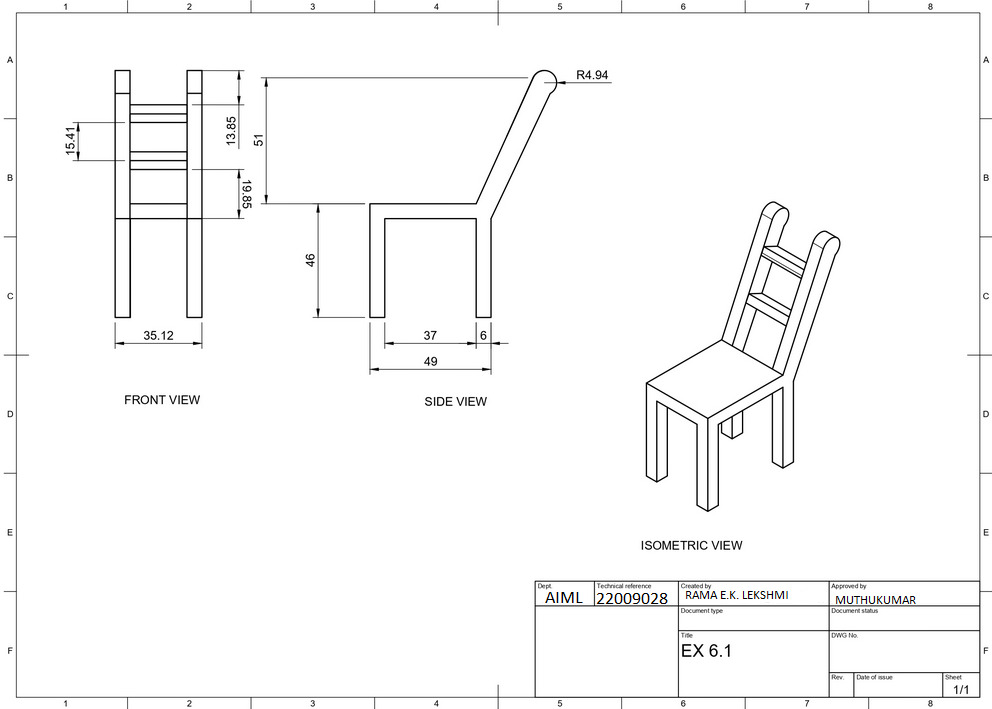 1 2 3 4 5 6 7 8
A A
R4.94
13.85
15.41
51
B B
19.85
46
C C
35.12
37 6
49
FRONT VIEW
SIDE VIEW
D D
E E
ISOMETRIC VIEW
Dept. Technical reference Created by Approved by
AIML 22009028 RAMA E.K. LEKSHMI MUTHUKUMAR
Document type Document status
Title DWG No.
EX 6.1
F F
Rev. Date of issue Sheet
1/1
1 2 3 4 5 6 7 8